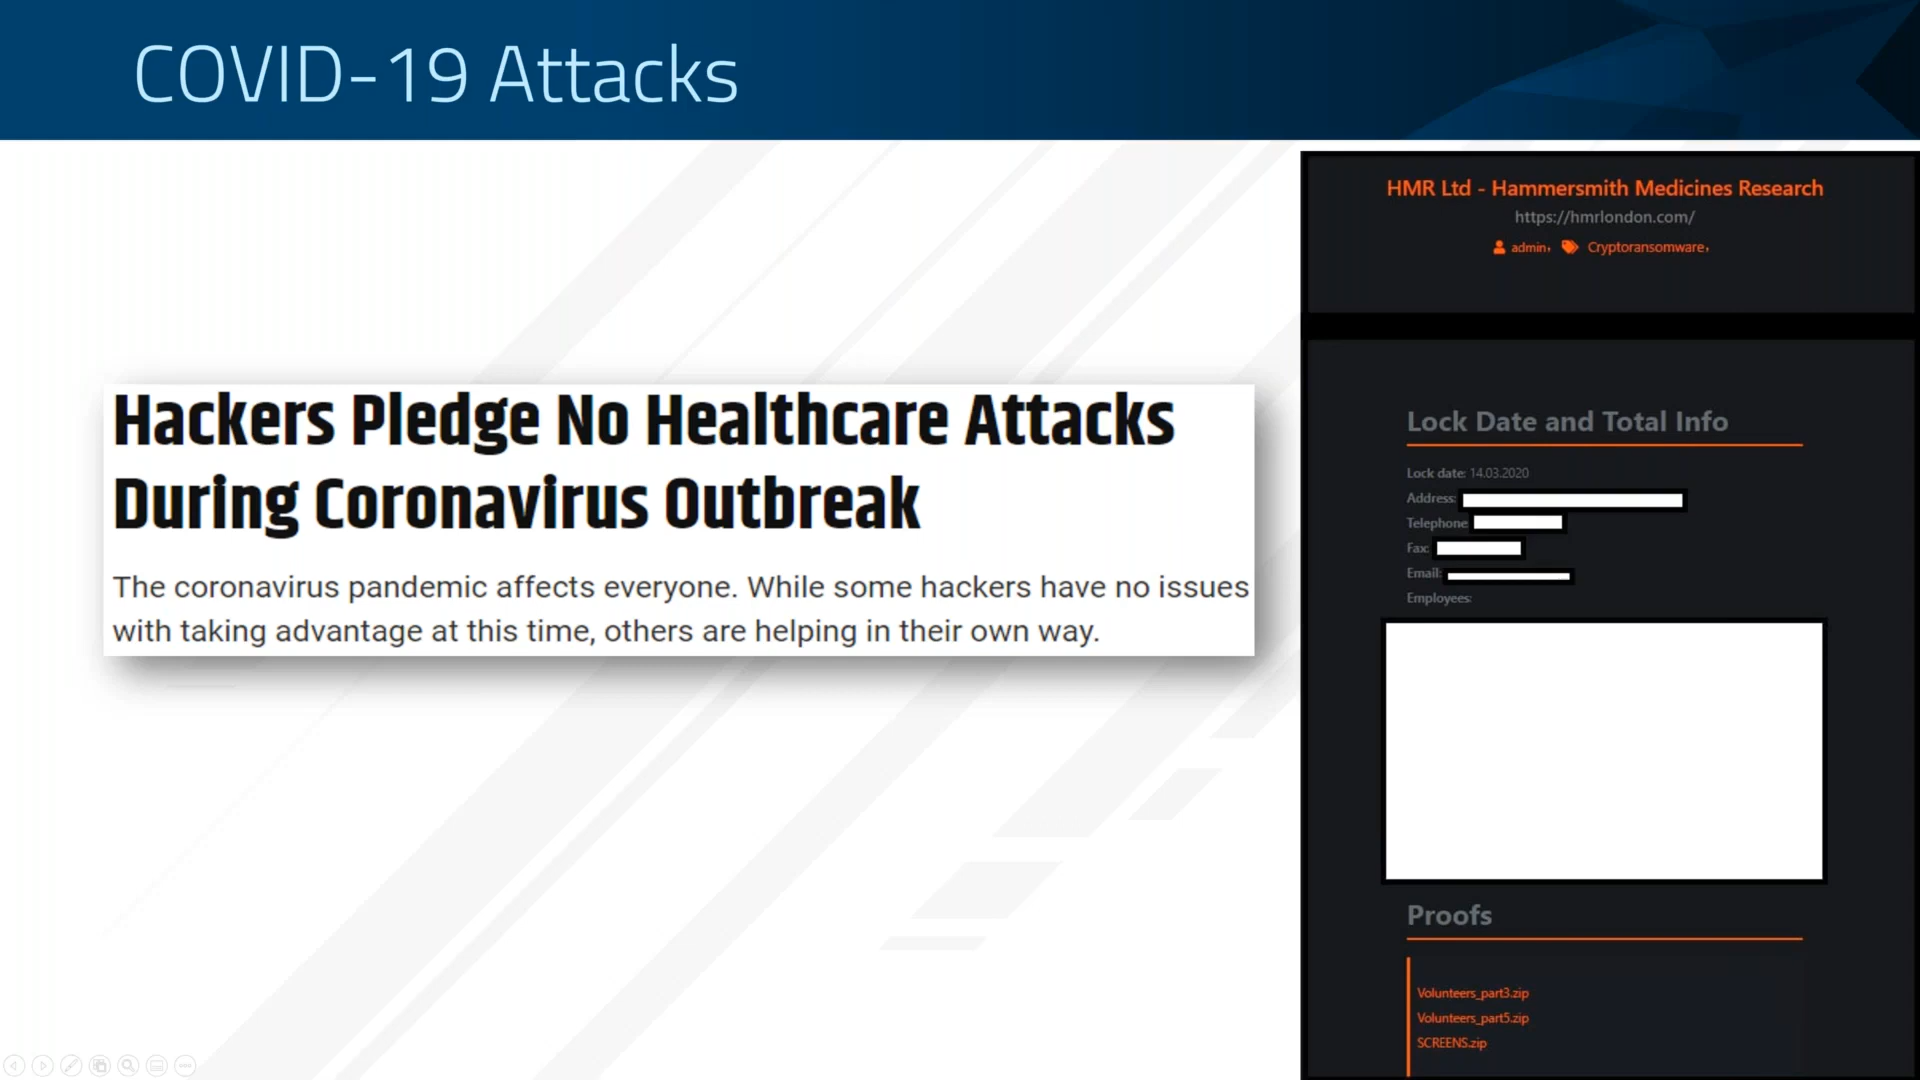 COVID-19 Attacks
Hackers Pledge No Healthcare Attacks
During Coronavirus Outbreak
The coronavirus pandemic affects everyone. While some hackers have no issues
with taking advantage at this time, others are helping in their own way.
HMR Ltd - Hammersmith Medicines Research
https://hmrlondon.com/
admin, Cryptoransomware,
Lock Date and Total Info
Lock date: 14.03.2020
Address:
Telephone
Fax:
Email:
Employees:
Proofs
Volunteers_part3.zip
Volunteers_part5.zip
SCREENS.zip